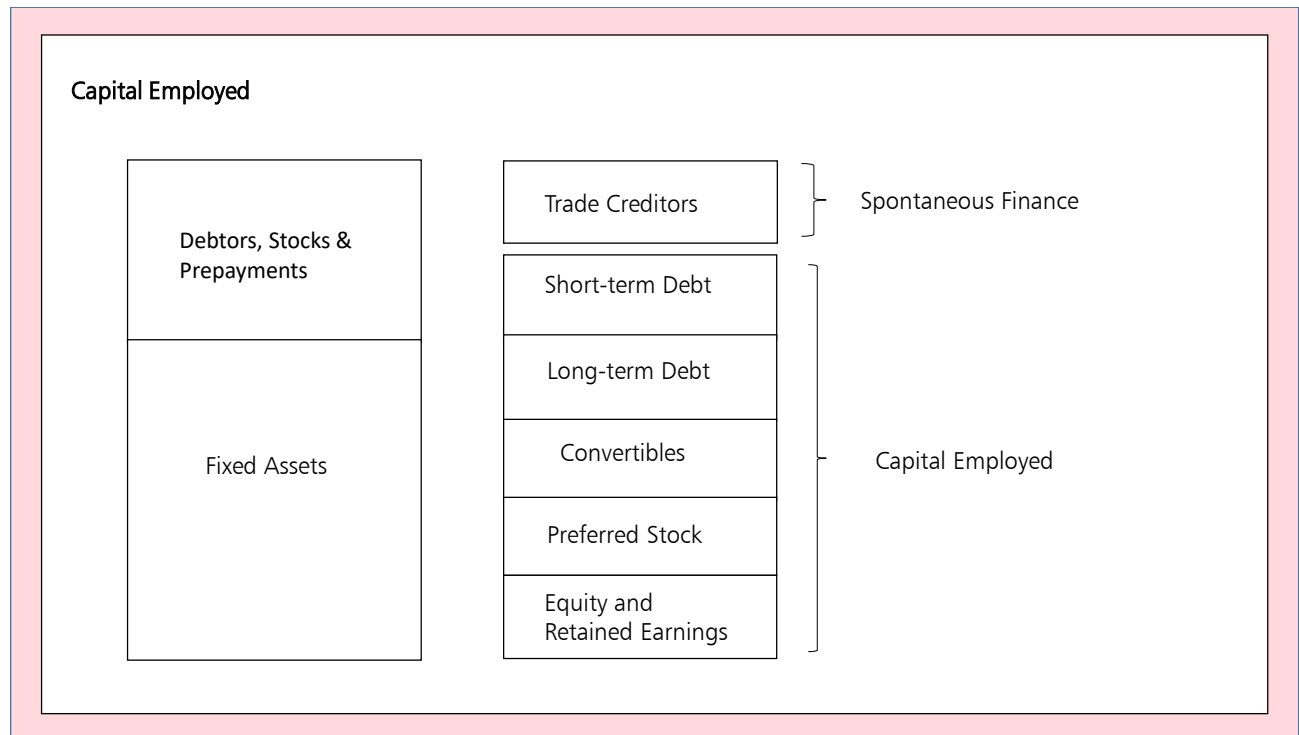 Capital Employed
Debtors, Stocks &
Prepayments
Fixed Assets
Trade Creditors
Short-term Debt
Long-term Debt
Convertibles
Preferred Stock
Equity and
Retained Earnings
Spontaneous Finance
Capital Employed